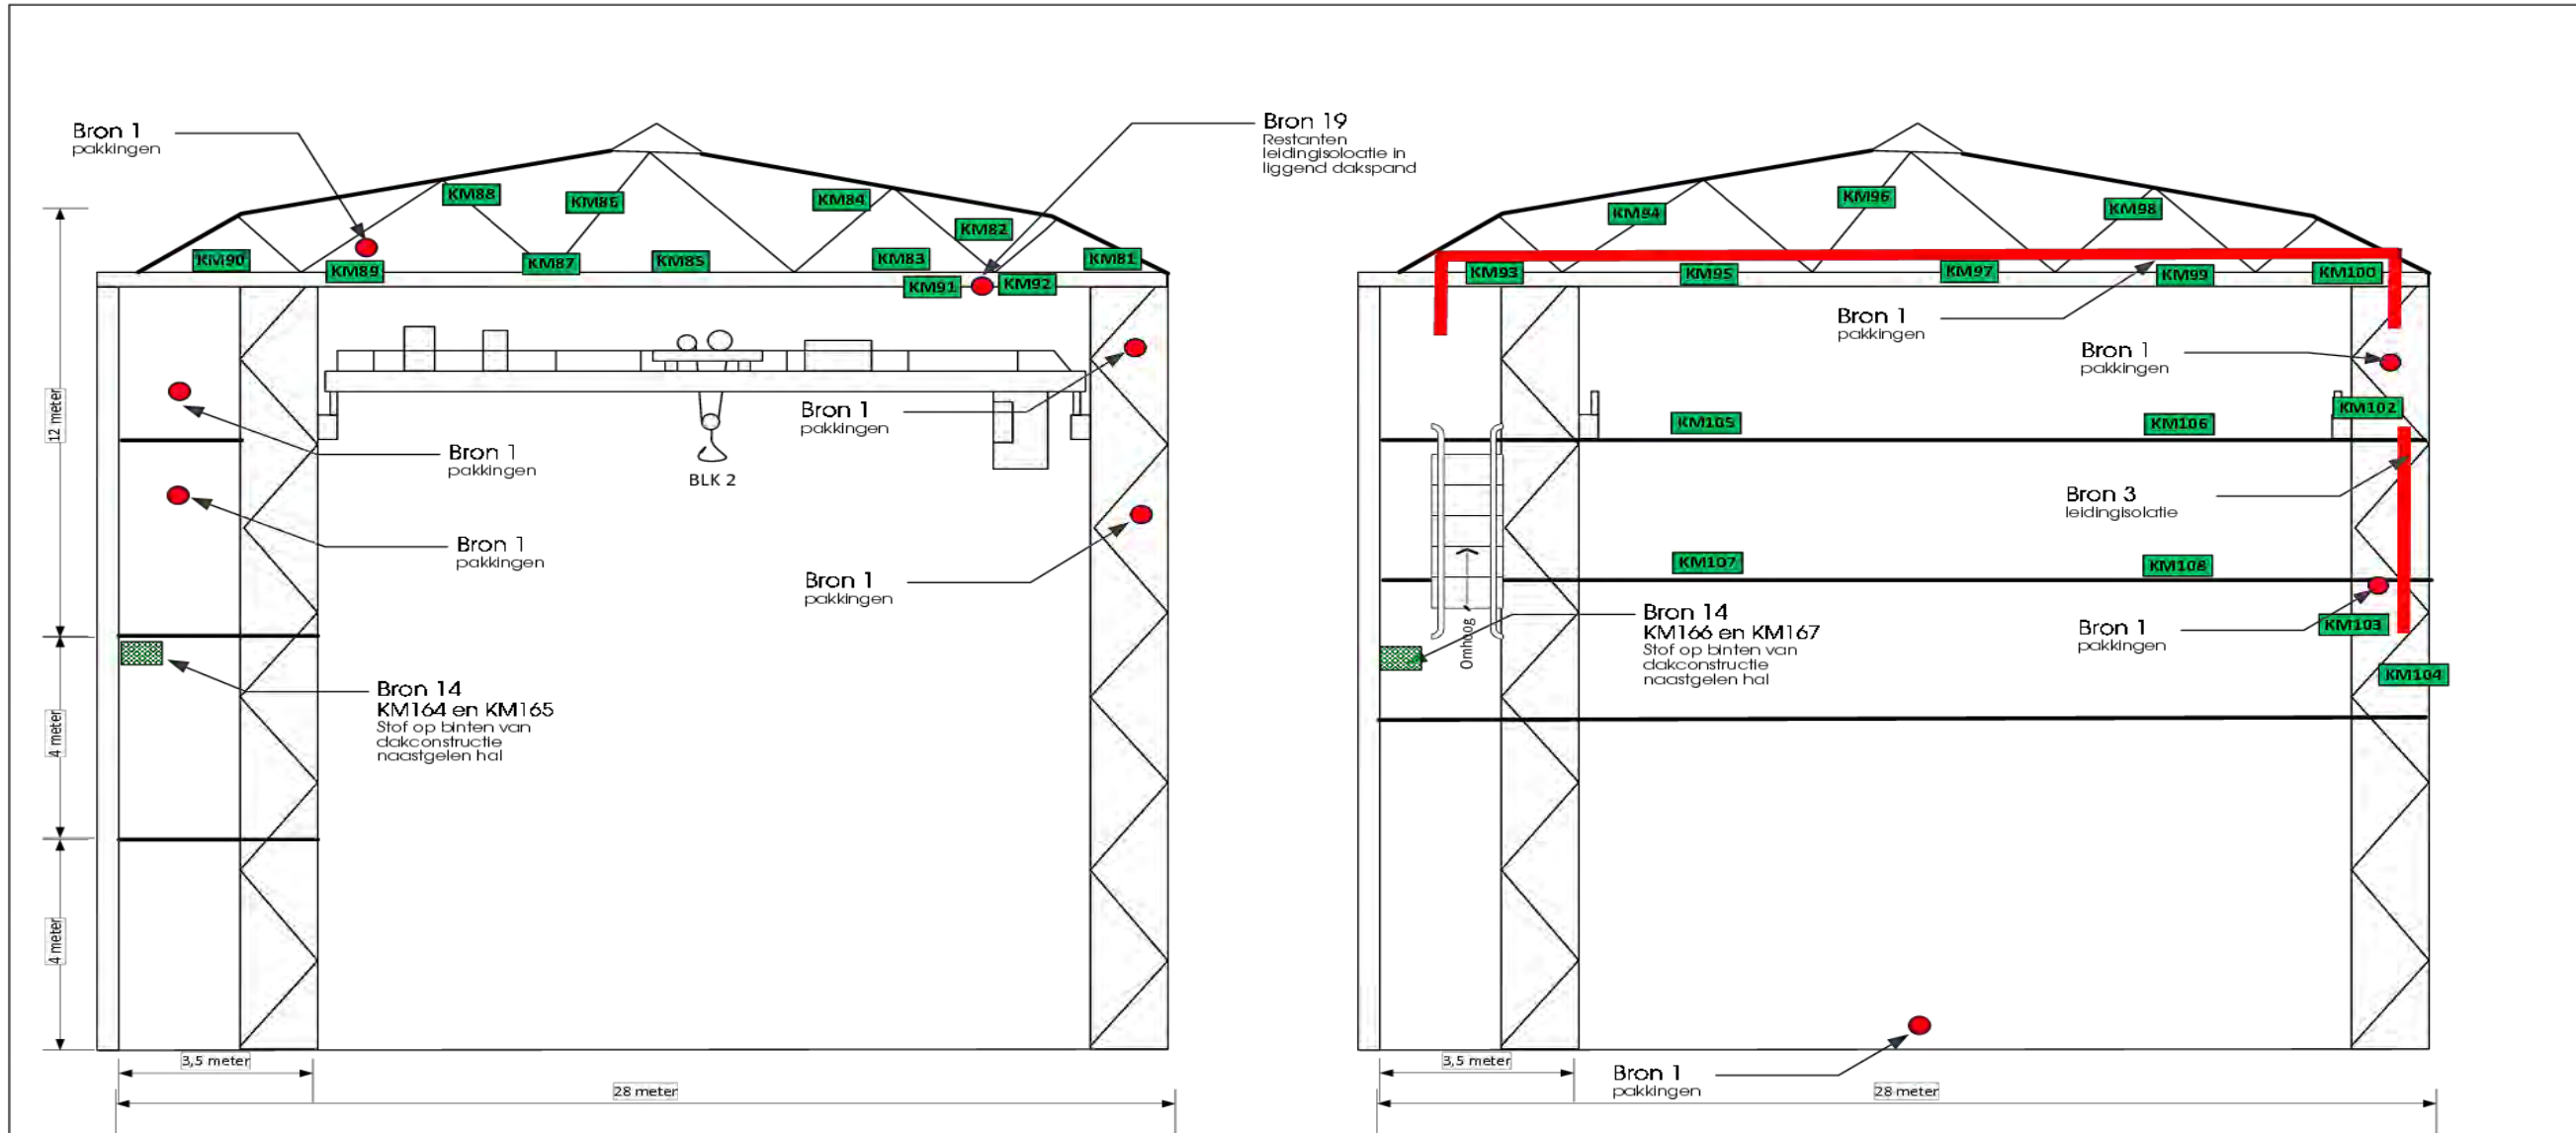 Bron 1
pakkingen
Bron 19
Restanten
leidingisolocatie in
liggend dakspand
KM88
KM86
KM84
KM82
KM90
KM89
KM87
KM85
KM83
KM81
KM91
KM92
12 meter
Bron 1
pakkingen
Bron 1
pakkingen
BLK 2
Bron 1
pakkingen
Bron 1
pakkingen
4 meter
Bron 14
KM164 en KM165
Stof op binten van
dakconstructie
naastgelen hal
4 meter
3,5 meter
28 meter
KM94
KM96
KM98
KM93
KM95
KM97
KM99
KM100
Bron 1
pakkingen
Bron 1
pakkingen
KM102
KM105
KM106
Bron 3
leidingisolatie
KM107
KM108
Omhoog
Bron 14
KM166 en KM167
Stof op binten van
dakconstructie
naastgelen hal
Bron 1
pakkingen
KM103
KM104
Bron 1
pakkingen
3,5 meter
28 meter